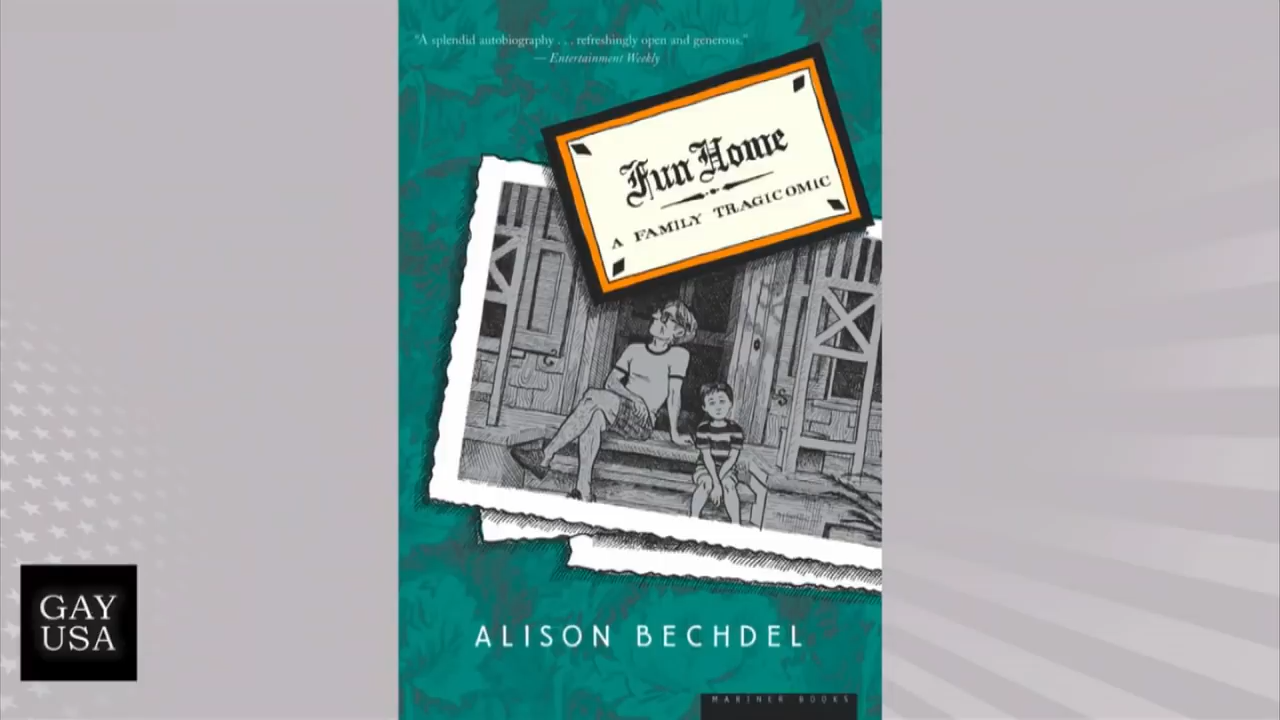 “A splendid autobiography . . . refreshingly open and generous.”
— Entertainment Weekly
Fun Home
A FAMILY TRAGICOMIC
ALISON BECHDEL
MARINER BOOKS
GAY
USA